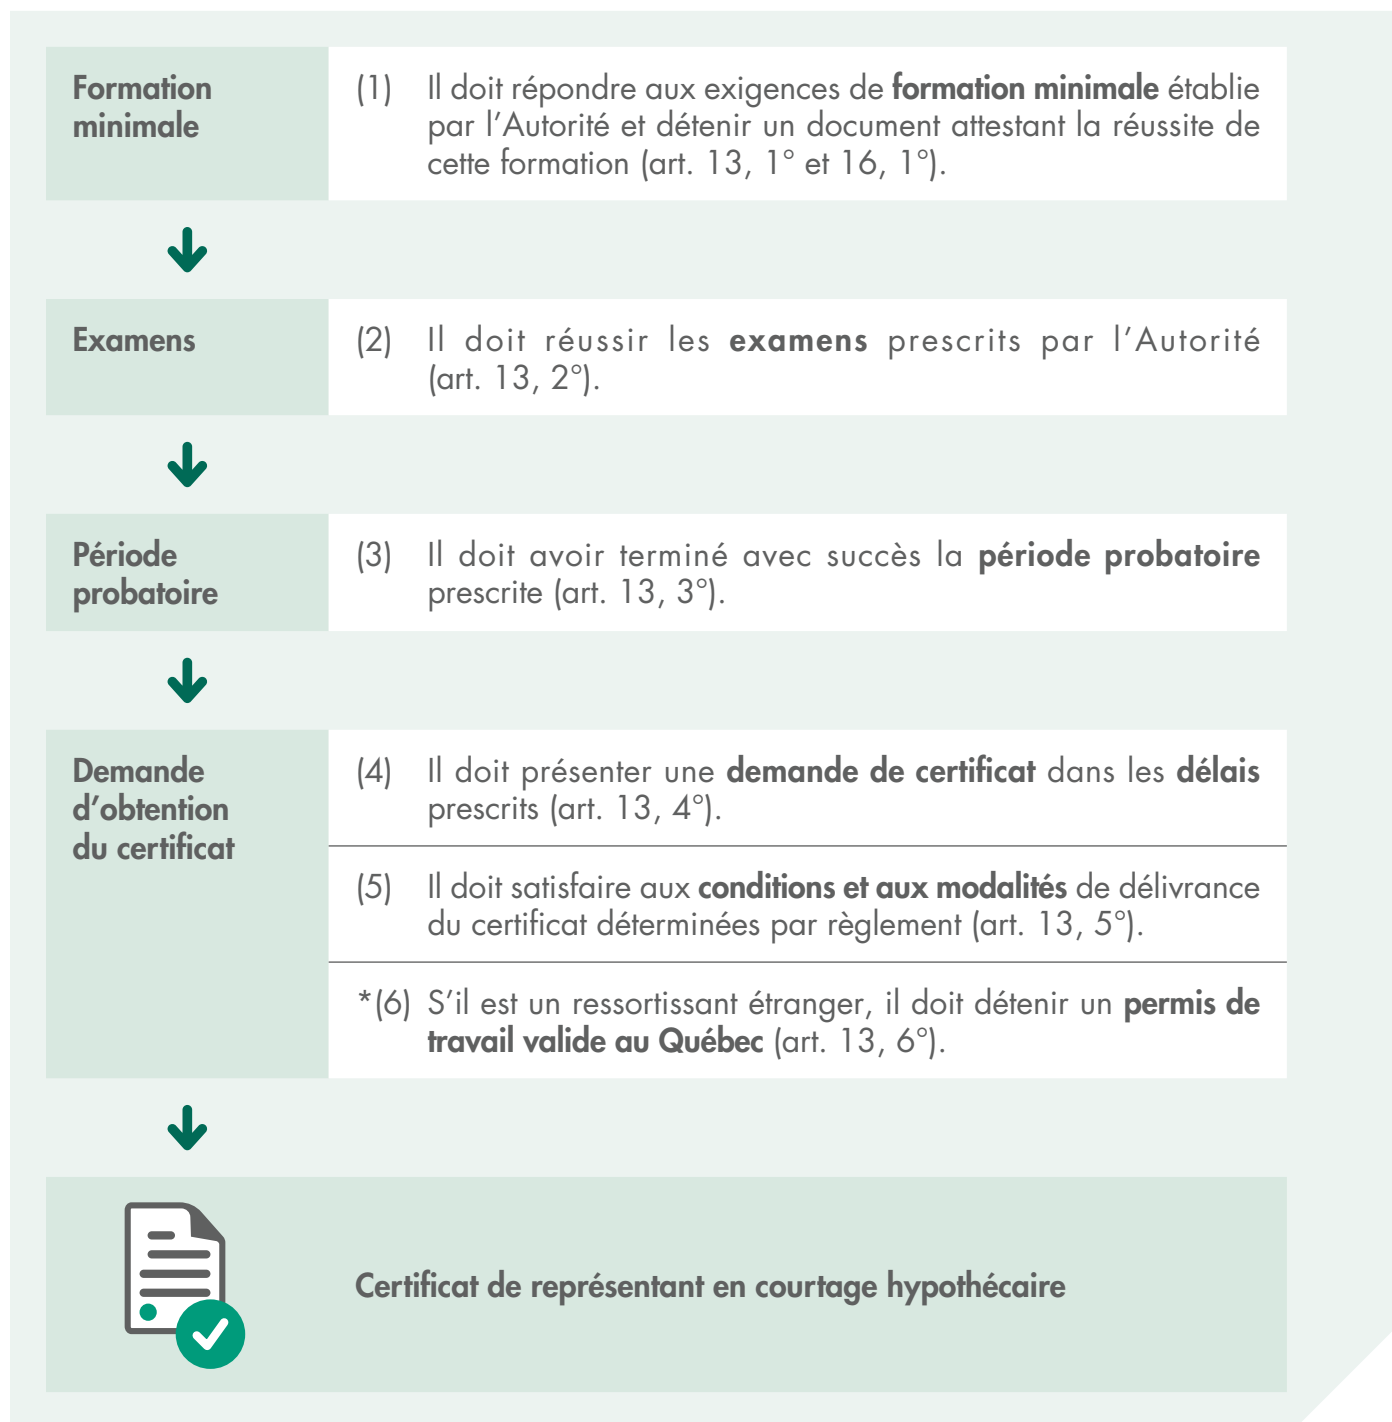 Formation
minimale
(1) Il doit répondre aux exigences de formation minimale établie
par l’Autorité et détenir un document attestant la réussite de
cette formation (art. 13, 1° et 16, 1°).
Examens
(2) Il doit réussir les examens prescrits par l’Autorité
(art. 13, 2°).
Période
probatoire
(3) Il doit avoir terminé avec succès la période probatoire
prescrite (art. 13, 3°).
Demande
d’obtention
du certificat
(4) Il doit présenter une demande de certificat dans les délais
prescrits (art. 13, 4°).
(5) Il doit satisfaire aux conditions et aux modalités de délivrance
du certificat déterminées par règlement (art. 13, 5°).
*(6) S’il est un ressortissant étranger, il doit détenir un permis de
travail valide au Québec (art. 13, 6°).
Certificat de représentant en courtage hypothécaire